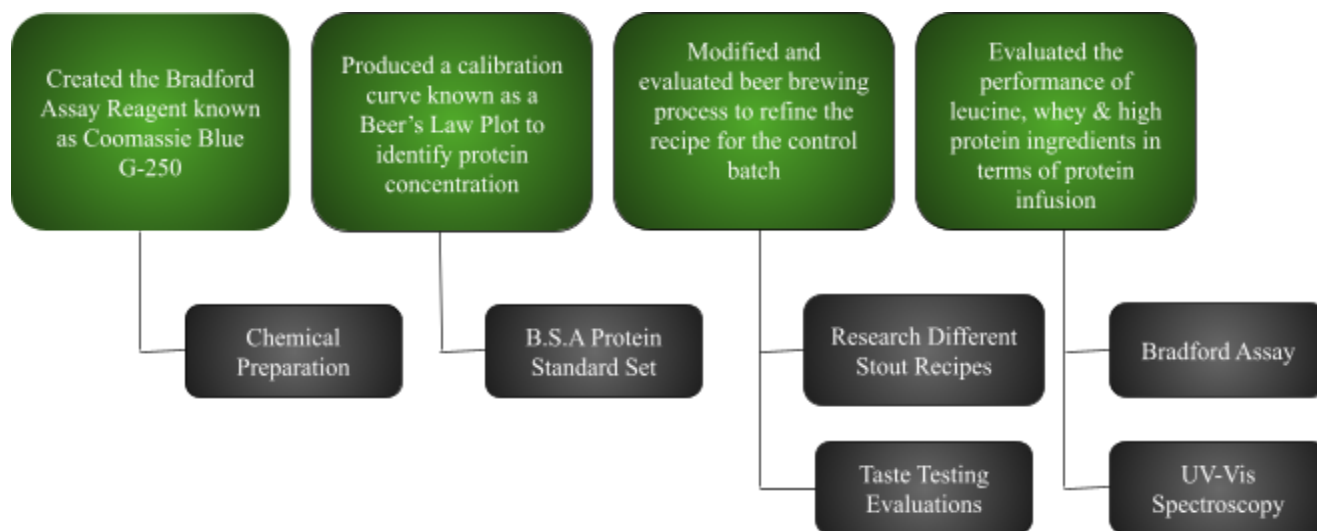 Created the Bradford
Assay Reagent known
as Coomassie Blue
G-250
Produced a calibration
curve known as a
Beer's Law Plot to
identify protein
concentration
Modified and
evaluated beer brewing
process to refine the
recipe for the control
batch
Evaluated the
performance of
leucine, whey & high
protein ingredients in
terms of protein
infusion
Chemical
Preparation
B.S.A Protein
Standard Set
Research Different
Stout Recipes
Taste Testing
Evaluations
Bradford Assay
UV-Vis
Spectroscopy